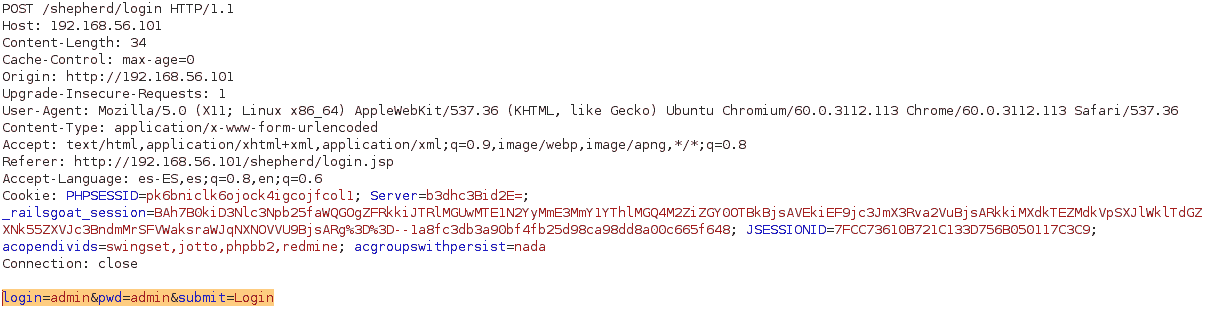 POST /shepherd/login HTTP/1.1
Host: 192.168.56.101
Content-Length: 34
Cache-Control: max-age=0
Origin: http://192.168.56.101
Upgrade-Insecure-Requests: 1
User-Agent: Mozilla/5.0 (X11; Linux x86_64) AppleWebKit/537.36 (KHTML, like Gecko) Ubuntu Chromium/60.0.3112.113 Chrome/60.0.3112.113 Safari/537.36
Content-Type: application/x-www-form-urlencoded
Accept: text/html,application/xhtml+xml,application/xml;q=0.9,image/webp,image/apng,*/*;q=0.8
Referer: http://192.168.56.101/shepherd/login.jsp
Accept-Language: es-ES,es;q=0.8,en;q=0.6
Cookie: PHPSESSID=pk6bniclk6ojock4igcojfcol1; Server=b3dhc3Bid2E=;
_railsgoat_session=BAh7B0kiD3Nlc3Npb25faWQGOgZFRkkiJTRlMGUwMTE1N2YyMmE3MmY1YThlMGQ4M2ZiZGY0OTBkBjsAVEkiEF9jc3JmX3Rva2VuBjsARkkiMXdkTEZMdkVpSXJlWklTdGZ
XNk55ZXVJc3BndmMrSFVWaksraWJqNXNOVVU9BjsARg%3D%3D--1a8fc3db3a90bf4fb25d98ca98dd8a00c665f648; JSESSIONID=7FCC73610B721C133D756B050117C3C9;
acopendivids=swingset,jotto,phpbb2,redmine; acgroupswithpersist=nada
Connection: close
login=admin&pwd=admin&submit=Login